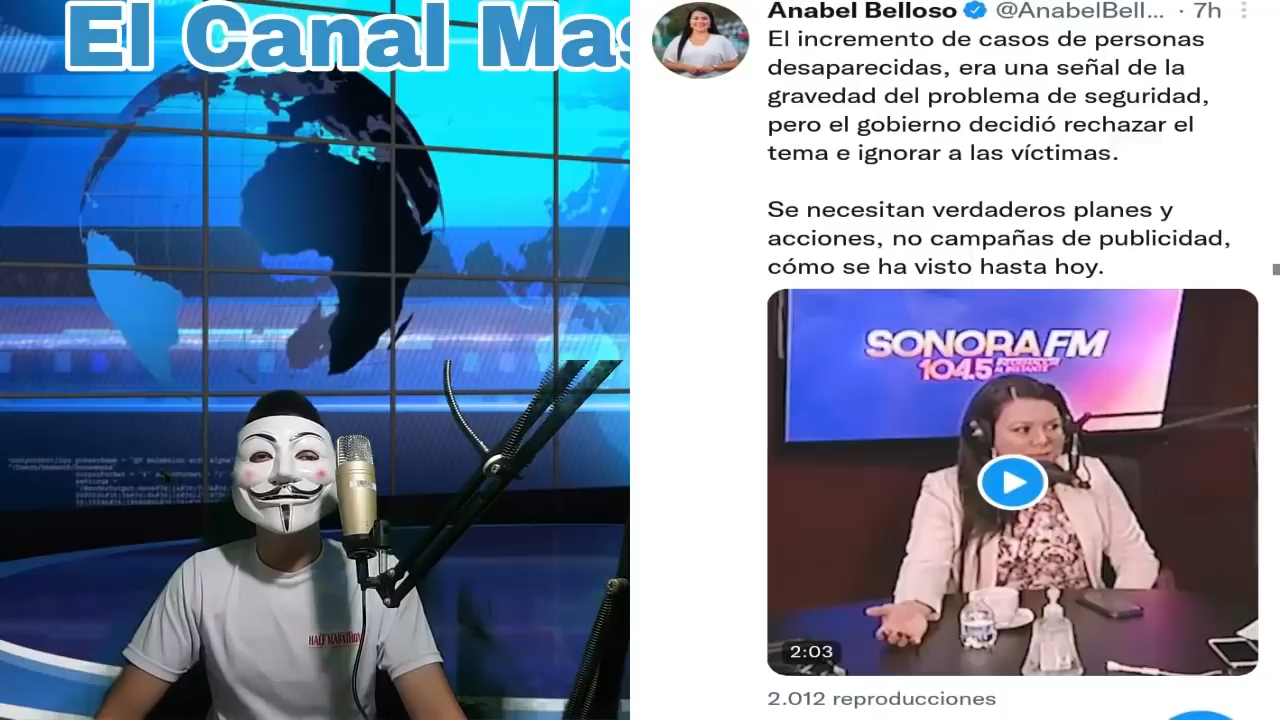 El Canal Mas
Anabel Belloso @AnabelBell... · 7h
El incremento de casos de personas
desaparecidas, era una señal de la
gravedad del problema de seguridad,
pero el gobierno decidió rechazar el
tema e ignorar a las víctimas.
Se necesitan verdaderos planes y
acciones, no campañas de publicidad,
cómo se ha visto hasta hoy.
SONORA FM
104.5
HALF MARATHON
2:03
2.012 reproducciones